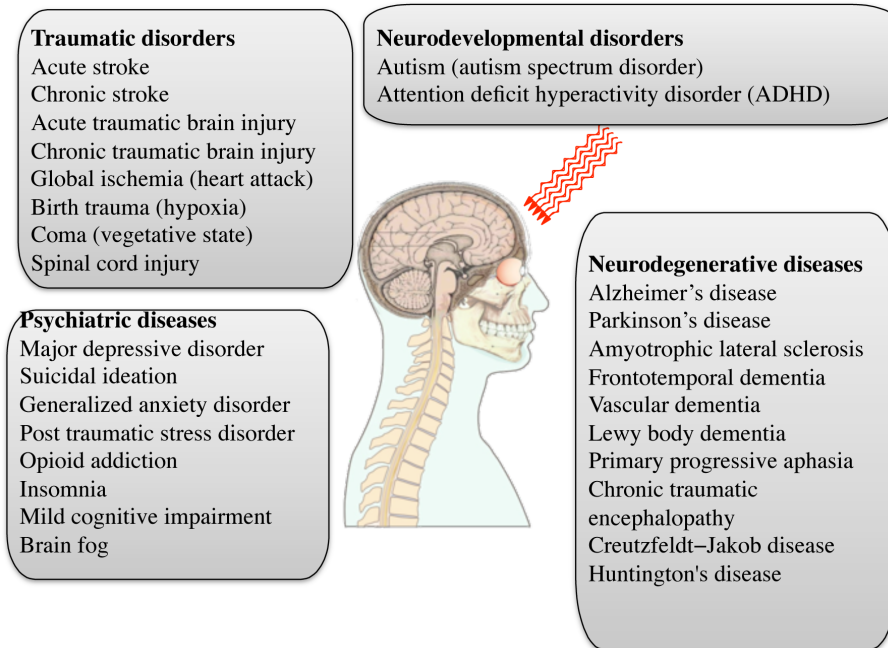 Traumatic disorders
Acute stroke
Chronic stroke
Acute traumatic brain injury
Chronic traumatic brain injury
Global ischemia (heart attack)
Birth trauma (hypoxia)
Coma (vegetative state)
Spinal cord injury
Neurodevelopmental disorders
Autism (autism spectrum disorder)
Attention deficit hyperactivity disorder (ADHD)
Psychiatric diseases
Major depressive disorder
Suicidal ideation
Generalized anxiety disorder
Post traumatic stress disorder
Opioid addiction
Insomnia
Mild cognitive impairment
Brain fog
Neurodegenerative diseases
Alzheimer’s disease
Parkinson’s disease
Amyotrophic lateral sclerosis
Frontotemporal dementia
Vascular dementia
Lewy body dementia
Primary progressive aphasia
Chronic traumatic
encephalopathy
Creutzfeldt−Jakob disease
Huntington's disease